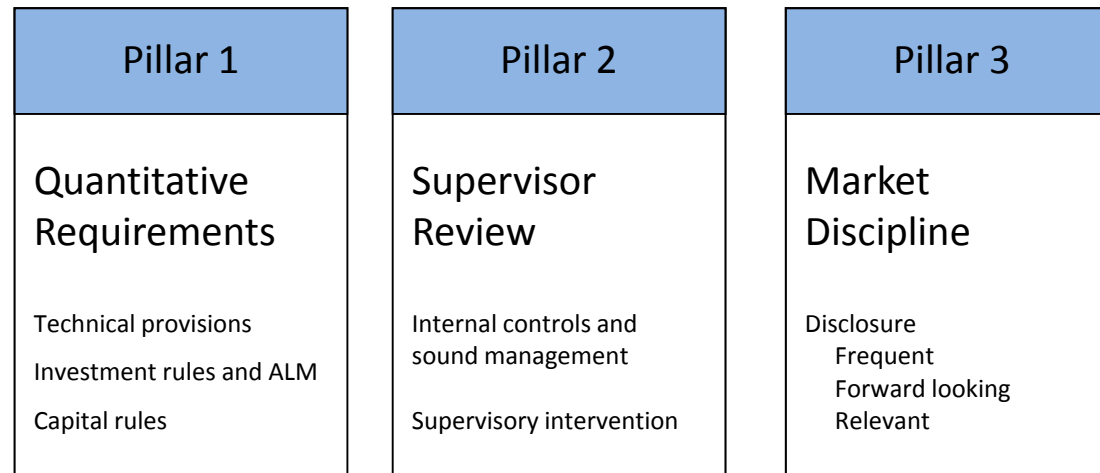 Pillar 1
Quantitative
Requirements
Technical provisions
Investment rules and ALM
Capital rules
Pillar 2
Supervisor
Review
Internal controls and
sound management
Supervisory intervention
Pillar 3
Market
Discipline
Disclosure
Frequent
Forward looking
Relevant